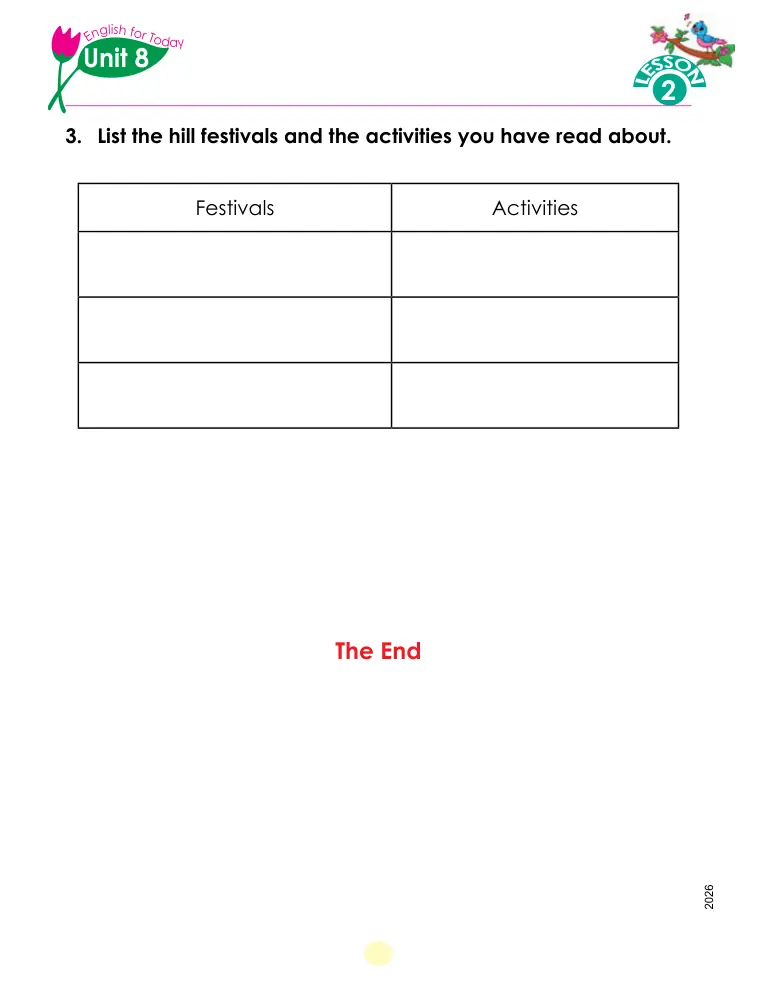 English for Today
Unit 8
LESSON
2
3. List the hill festivals and the activities you have read about.
Festivals Activities
The End
2026